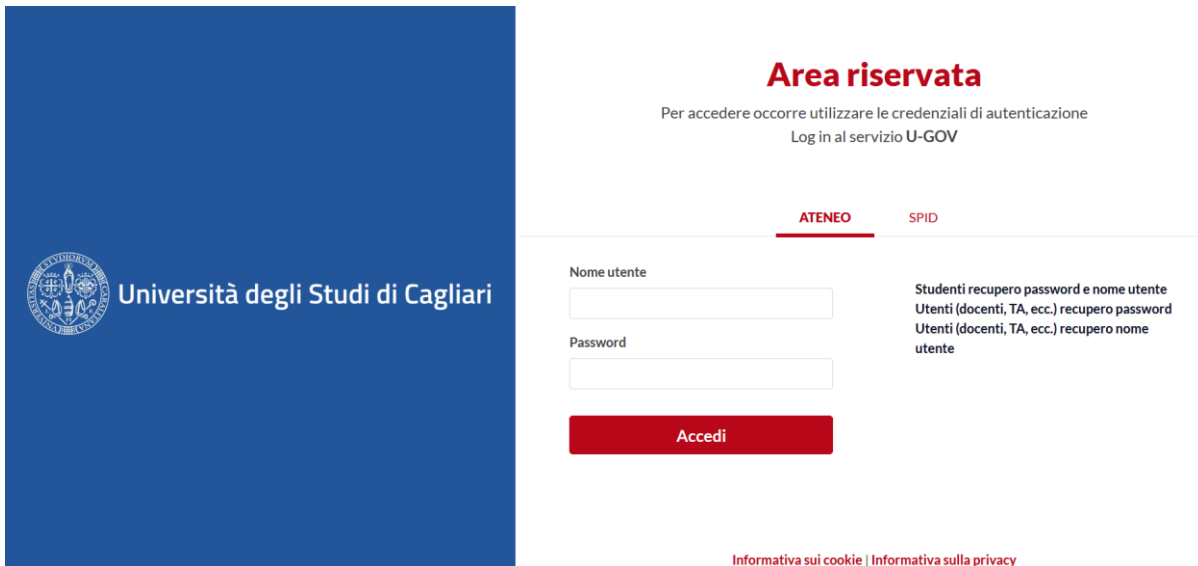 Università degli Studi di Cagliari
Area riservata
Per accedere occorre utilizzare le credenziali di autenticazione
Log in al servizio U-GOV
ATENEO
SPID
Nome utente
Password
Accedi
Studenti recupero password e nome utente
Utenti (docenti, TA, ecc.) recupero password
Utenti (docenti, TA, ecc.) recupero nome
utente
Informativa sui cookie | Informativa sulla privacy